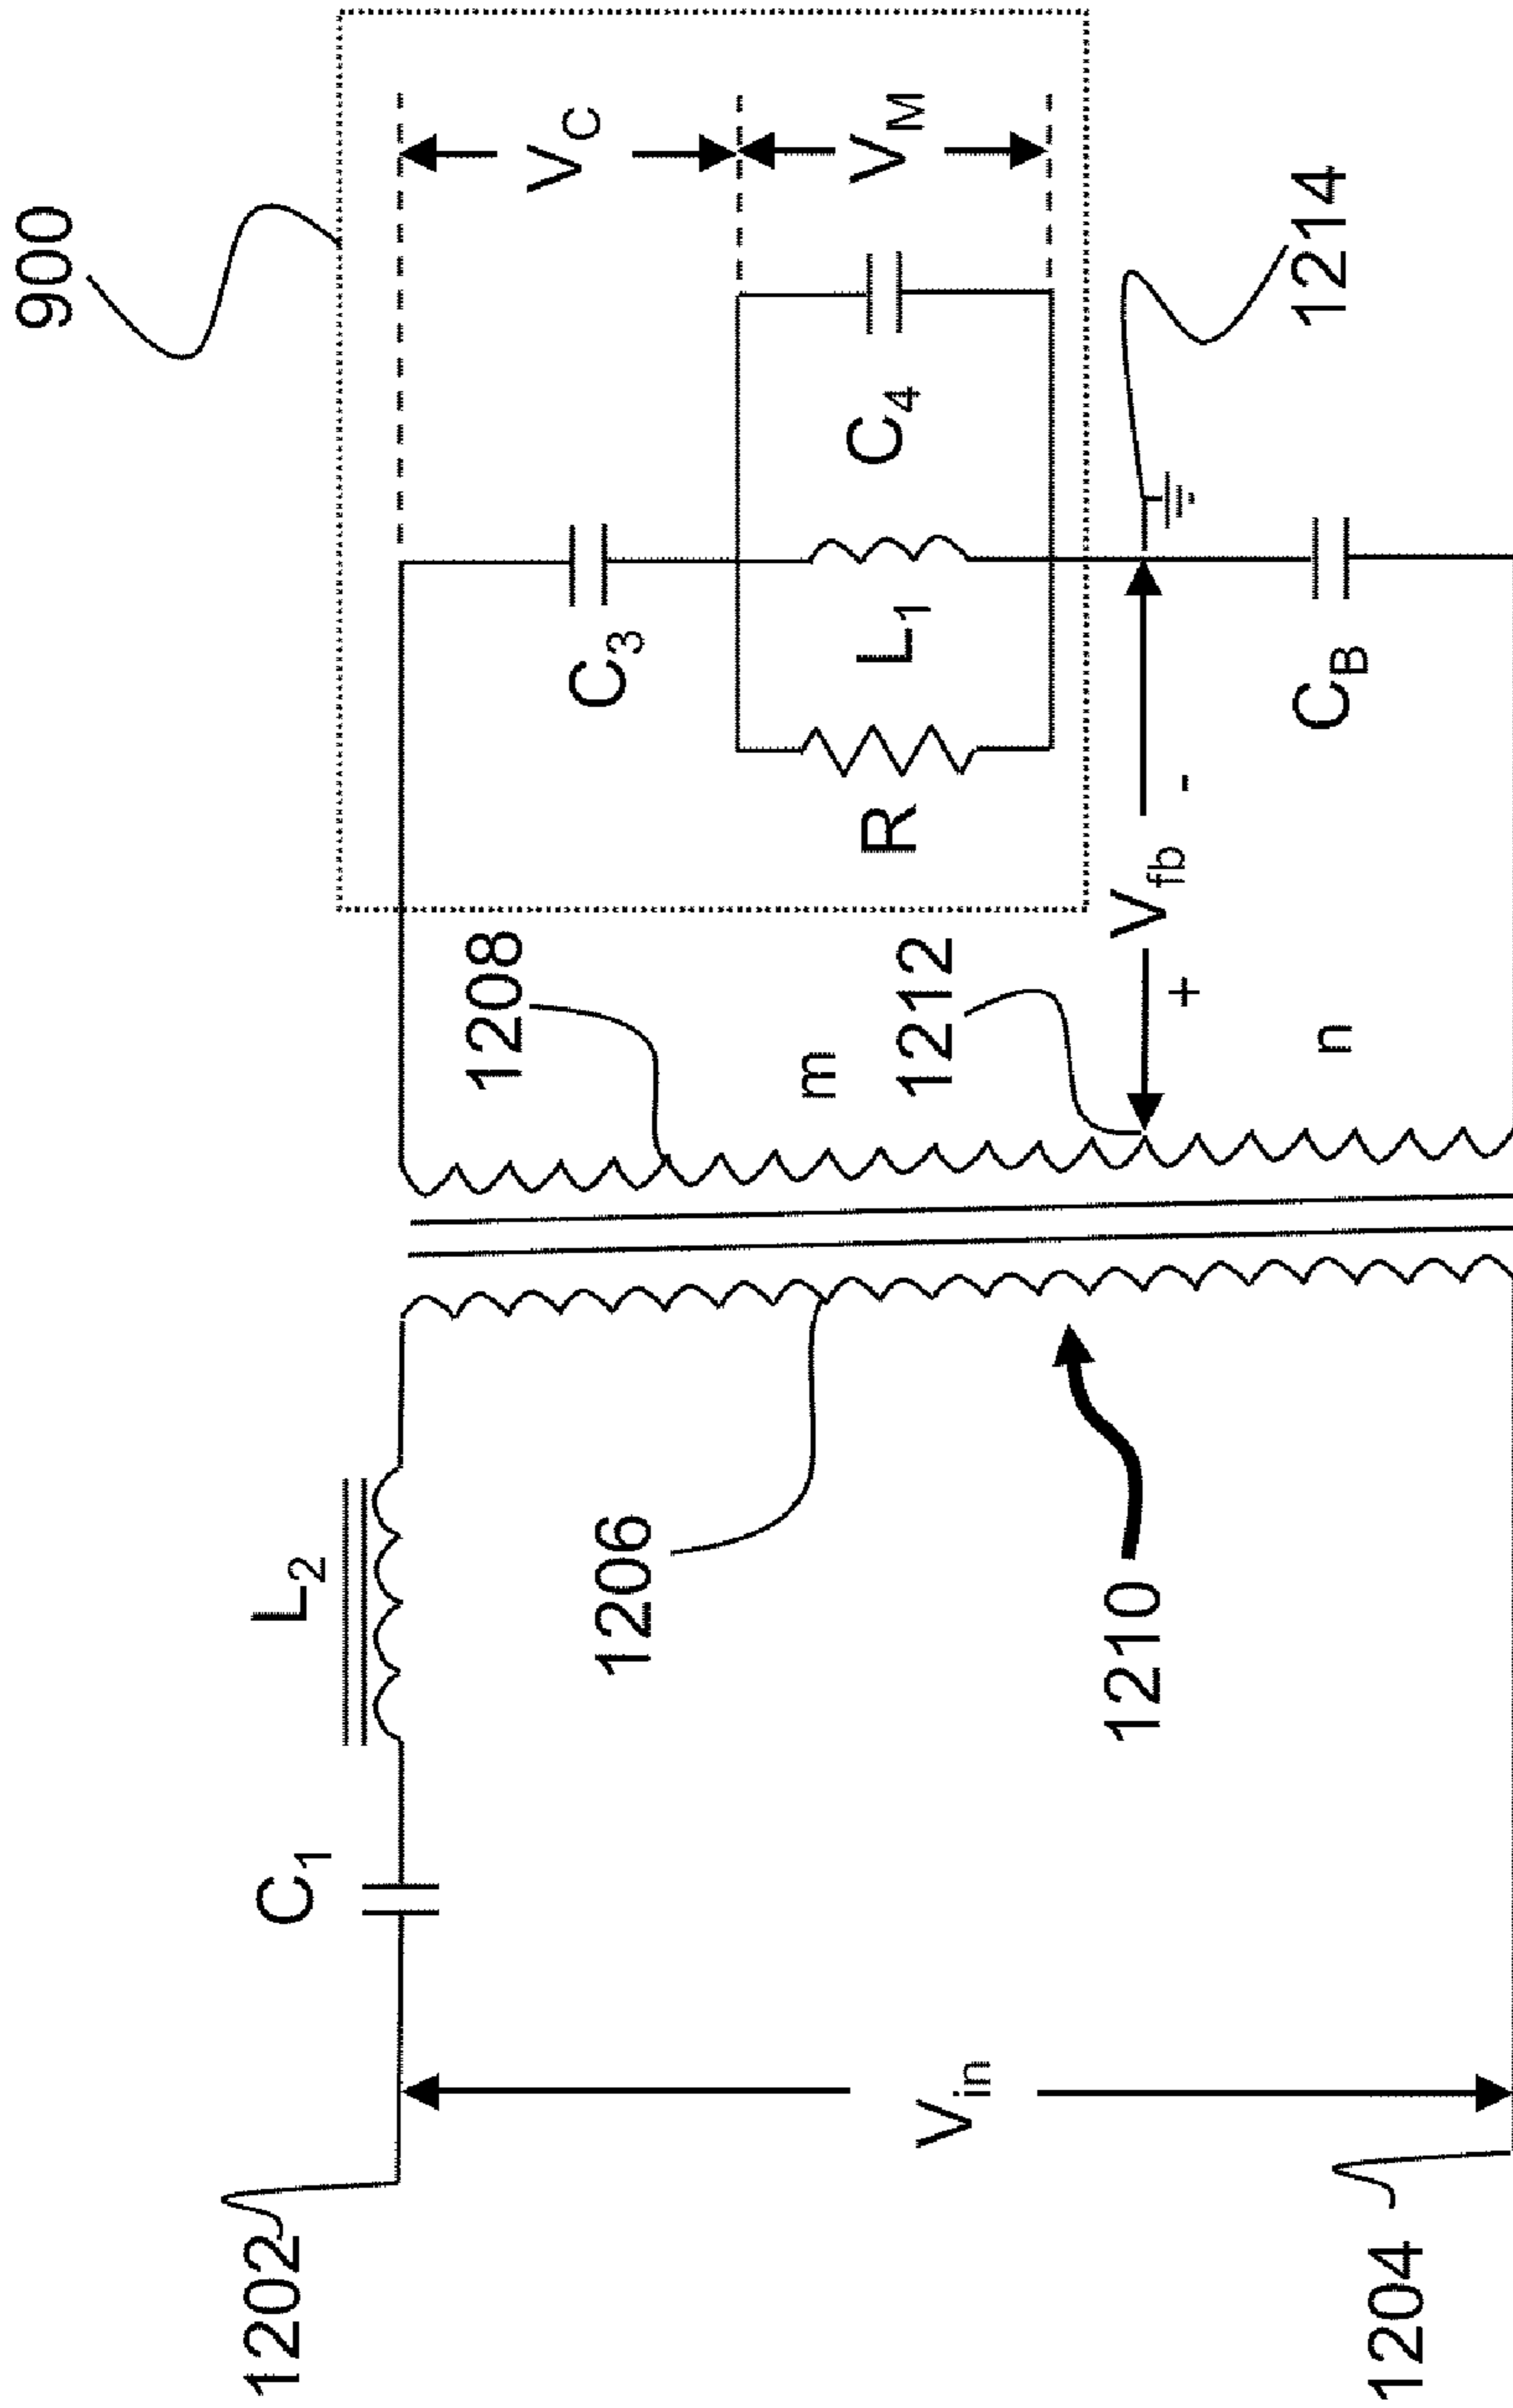 900
V_C
V_M
1214
C_3
C_4
L_1
R
C_B
V_fb
+ -
1208
1212
m
n
L_2
1206
1210
C_1
V_in
1202
1204